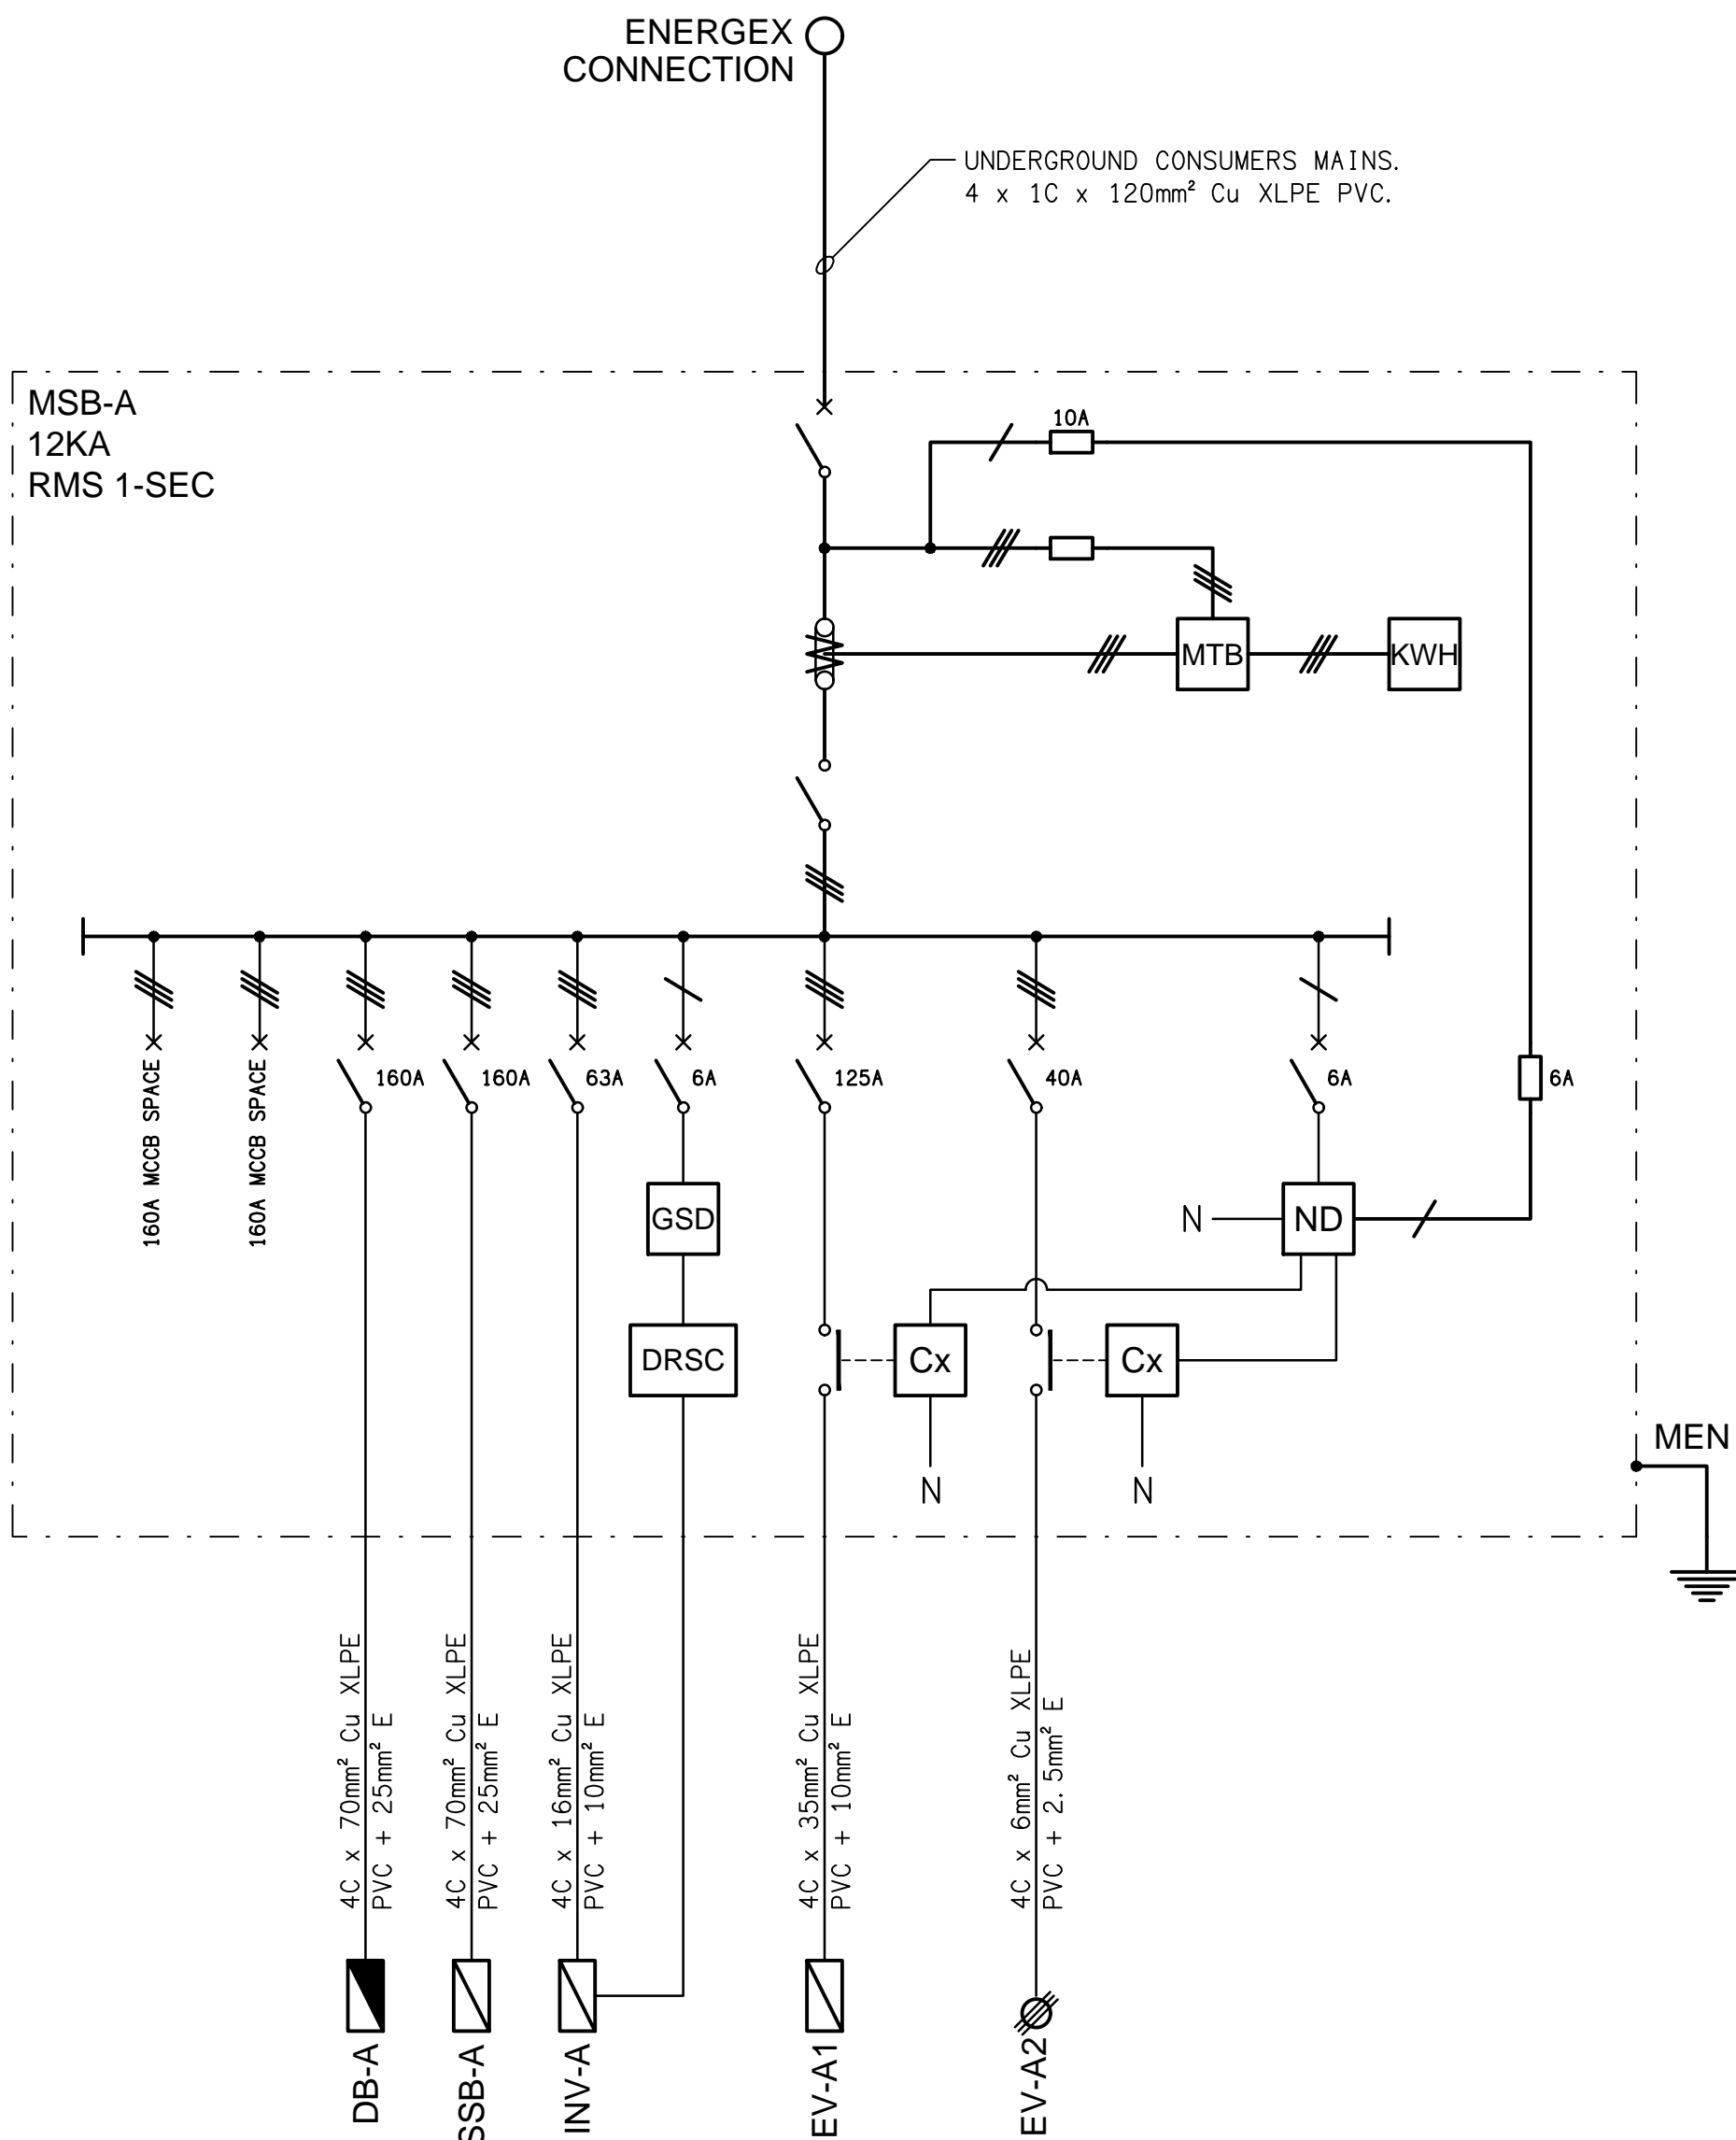 ENERGEX
CONNECTION
UNDERGROUND CONSUMERS MAINS.
4 x 1C x 120mm² Cu XLPE PVC.
MSB-A
12KA
RMS 1-SEC
10A
MTB
KWH
160A MCCB SPACE
160A MCCB SPACE
160A
160A
63A
6A
125A
40A
6A
6A
GSD
N
ND
DRSC
Cx
Cx
N
N
MEN
4C x 70mm² Cu XLPE
PVC + 25mm² E
4C x 70mm² Cu XLPE
PVC + 25mm² E
4C x 16mm² Cu XLPE
PVC + 10mm² E
4C x 35mm² Cu XLPE
PVC + 10mm² E
4C x 6mm² Cu XLPE
PVC + 2.5mm² E
DB-A
SSB-A
INV-A
EV-A1
EV-A2